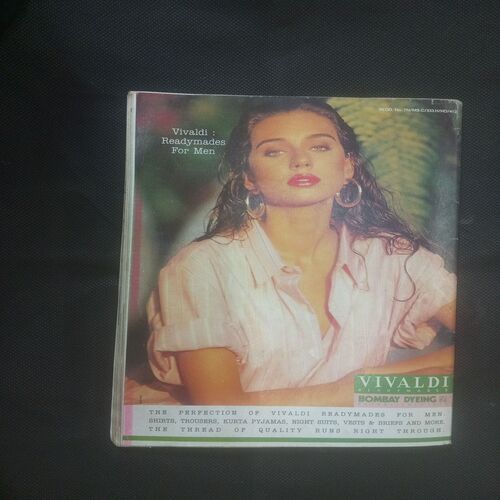 Vivaldi :
Readymades
For Men
VIVALDI
READYMADES
BOMBAY DYEING
THE PERFECTION OF VIVALDI READYMADES FOR MEN.
SHIRTS, TROUSERS, KURTA PYJAMAS, NIGHT SUITS, VESTS & BRIEFS AND MORE.
THE THREAD OF QUALITY RUNS RIGHT THROUGH.